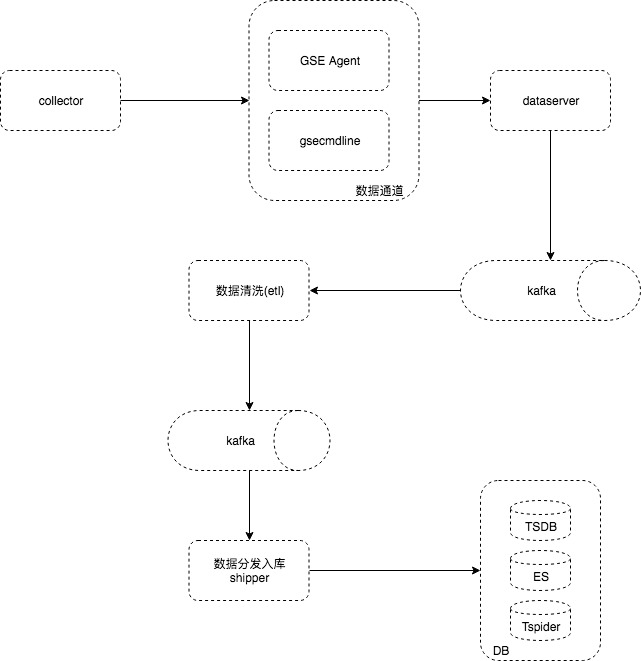 GSE Agent
collector
dataserver
gsecmdline
数据通道
数据清洗(etl)
kafka
kafka
TSDB
数据分发入库
shipper
ES
Tspider
DB